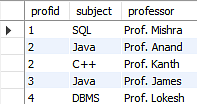 profid subject professor
1 SQL Prof. Mishra
2 Java Prof. Anand
2 C++ Prof. Kanth
3 Java Prof. James
4 DBMS Prof. Lokesh